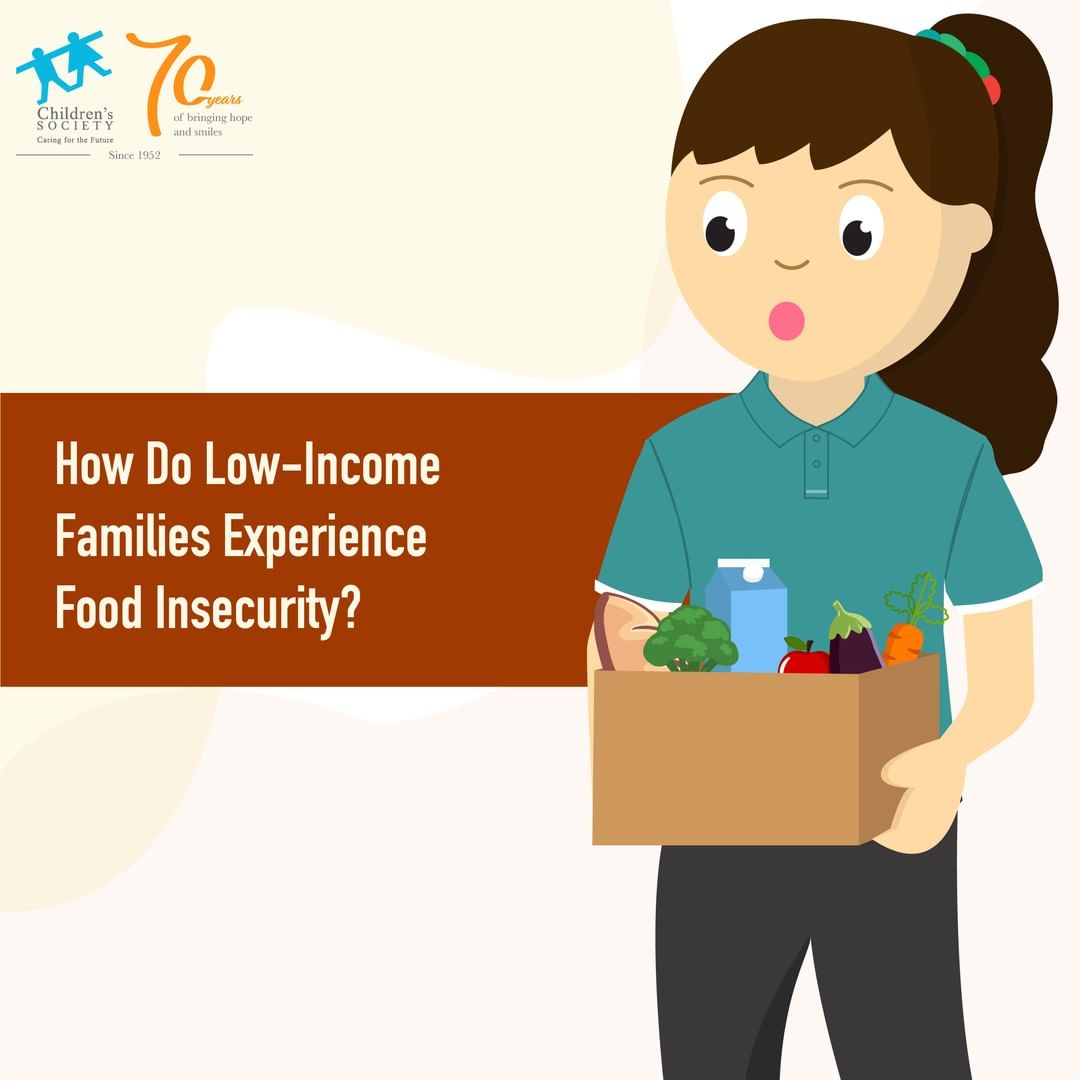 Children's
SOCIETY
Caring for the Future
70 years
of bringing hope
and smiles
Since 1952
How Do Low-Income
Families Experience
Food Insecurity?